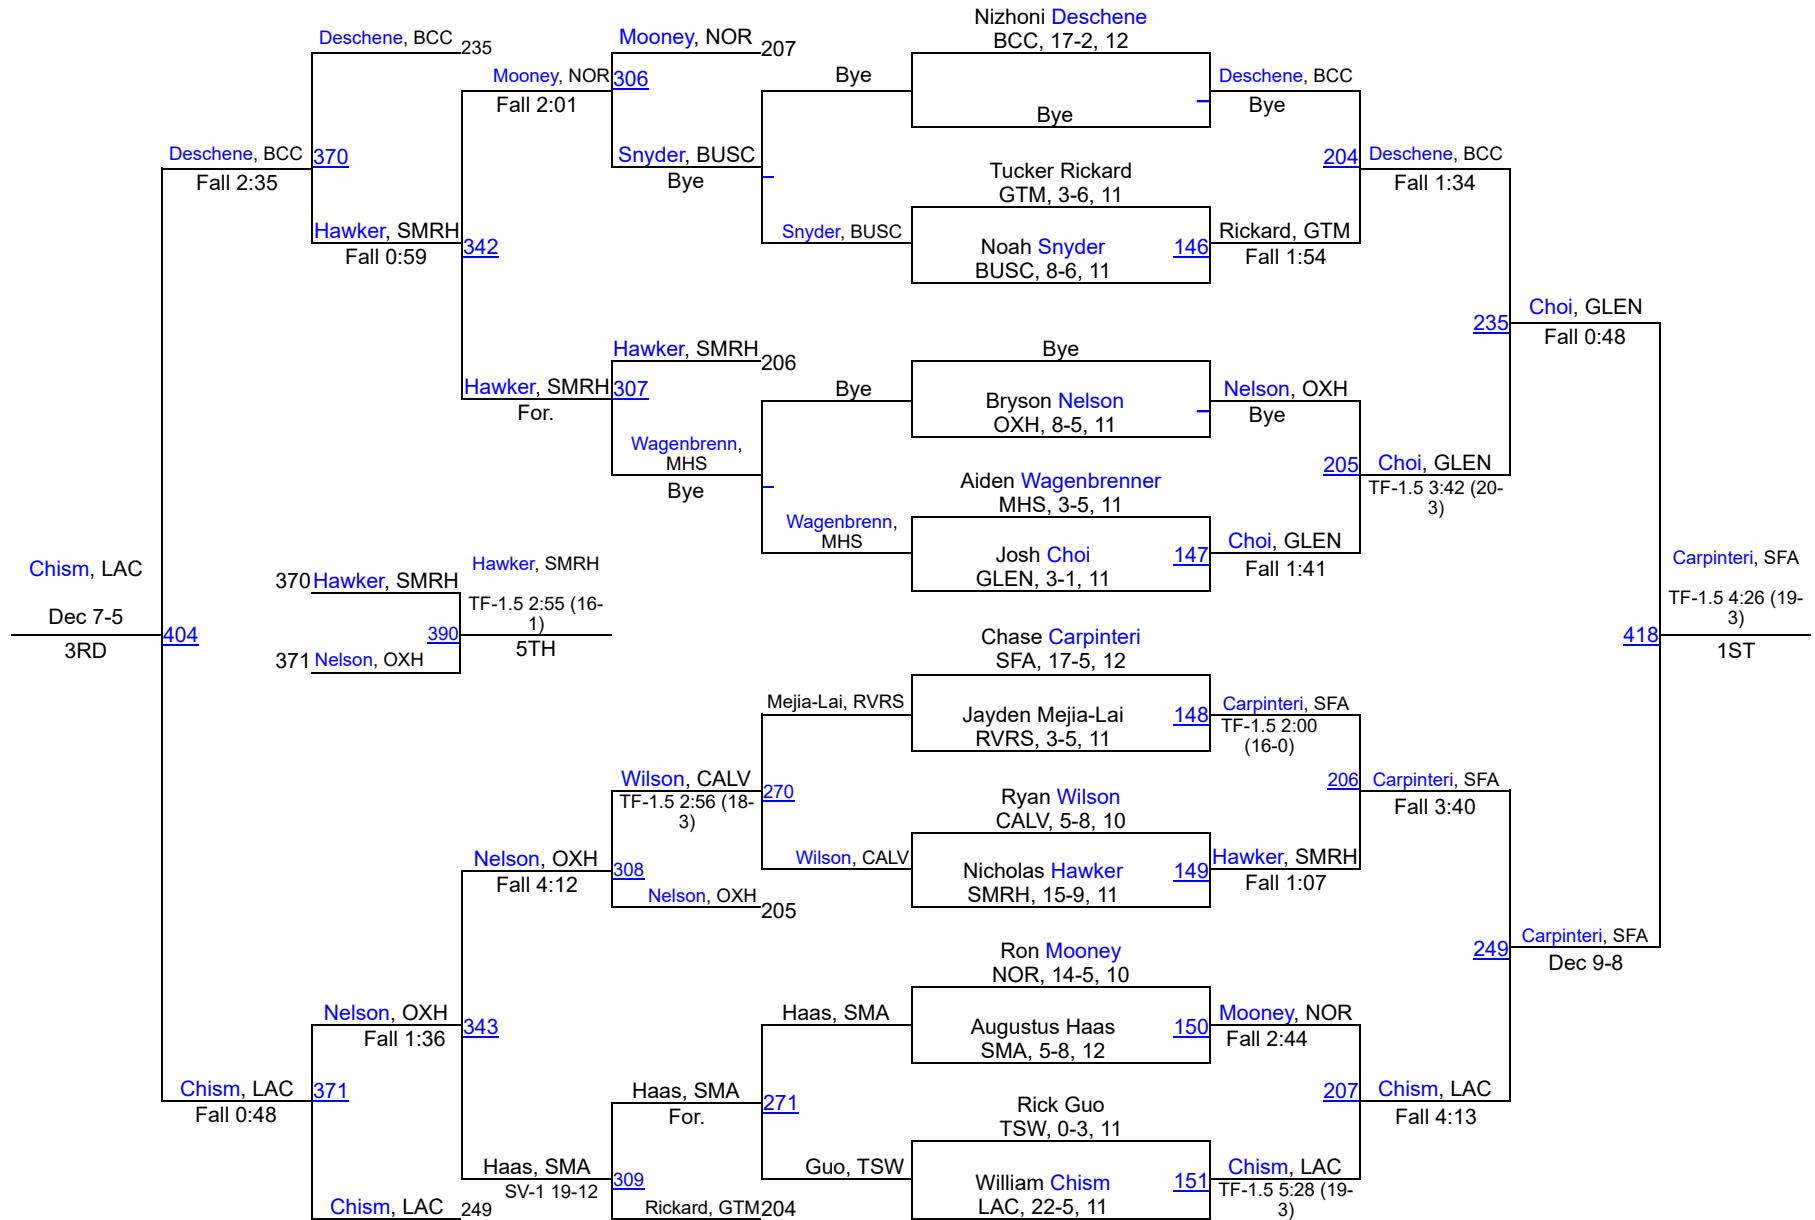 Nizhoni Deschene
BCC, 17-2, 12
Bye
Tucker Rickard
GTM, 3-6, 11
Noah Snyder
BUSC, 8-6, 11
146
Bye
Bryson Nelson
OXH, 8-5, 11
Aiden Wagenbrenner
MHS, 3-5, 11
Josh Choi
GLEN, 3-1, 11
147
Chase Carpinteri
SFA, 17-5, 12
Jayden Mejia-Lai
RVRS, 3-5, 11
148
Ryan Wilson
CALV, 5-8, 10
Nicholas Hawker
SMRH, 15-9, 11
149
Ron Mooney
NOR, 14-5, 10
Augustus Haas
SMA, 5-8, 12
150
Rick Guo
TSW, 0-3, 11
William Chism
LAC, 22-5, 11
151
Deschene, BCC
Bye
204
Rickard, GTM
Fall 1:54
Nelson, OXH
Bye
205
Choi, GLEN
Fall 1:41
Carpinteri, SFA
TF-1.5 2:00
(16-0)
206
Hawker, SMRH
Fall 1:07
Mooney, NOR
Fall 2:44
207
Chism, LAC
TF-1.5 5:28 (19-
3)
Deschene, BCC
Fall 1:34
235
Choi, GLEN
TF-1.5 3:42 (20-
3)
Carpinteri, SFA
Fall 3:40
249
Chism, LAC
Fall 4:13
Choi, GLEN
Fall 0:48
418
Carpinteri, SFA
Dec 9-8
Carpinteri, SFA
TF-1.5 4:26 (19-
3)
1ST
Bye
Snyder, BUSC
Bye
Wagenbrenn,
MHS
Mejia-Lai, RVRS
270
Wilson, CALV
Haas, SMA
271
Guo, TSW
Mooney, NOR
207
306
Snyder, BUSC
Bye
Hawker, SMRH
206
307
Wagenbrenn,
MHS
Bye
Wilson, CALV
TF-1.5 2:56 (18-
3)
308
Nelson, OXH
205
Haas, SMA
For.
309
Rickard, GTM
204
Mooney, NOR
Fall 2:01
342
Hawker, SMRH
For.
Nelson, OXH
Fall 4:12
343
Haas, SMA
SV-1 19-12
Deschene, BCC
235
370
Hawker, SMRH
Fall 0:59
Nelson, OXH
Fall 1:36
371
Chism, LAC
249
Deschene, BCC
Fall 2:35
404
Chism, LAC
Fall 0:48
Chism, LAC
Dec 7-5
3RD
370
Hawker, SMRH
390
371
Nelson, OXH
Hawker, SMRH
TF-1.5 2:55 (16-
1)
5TH